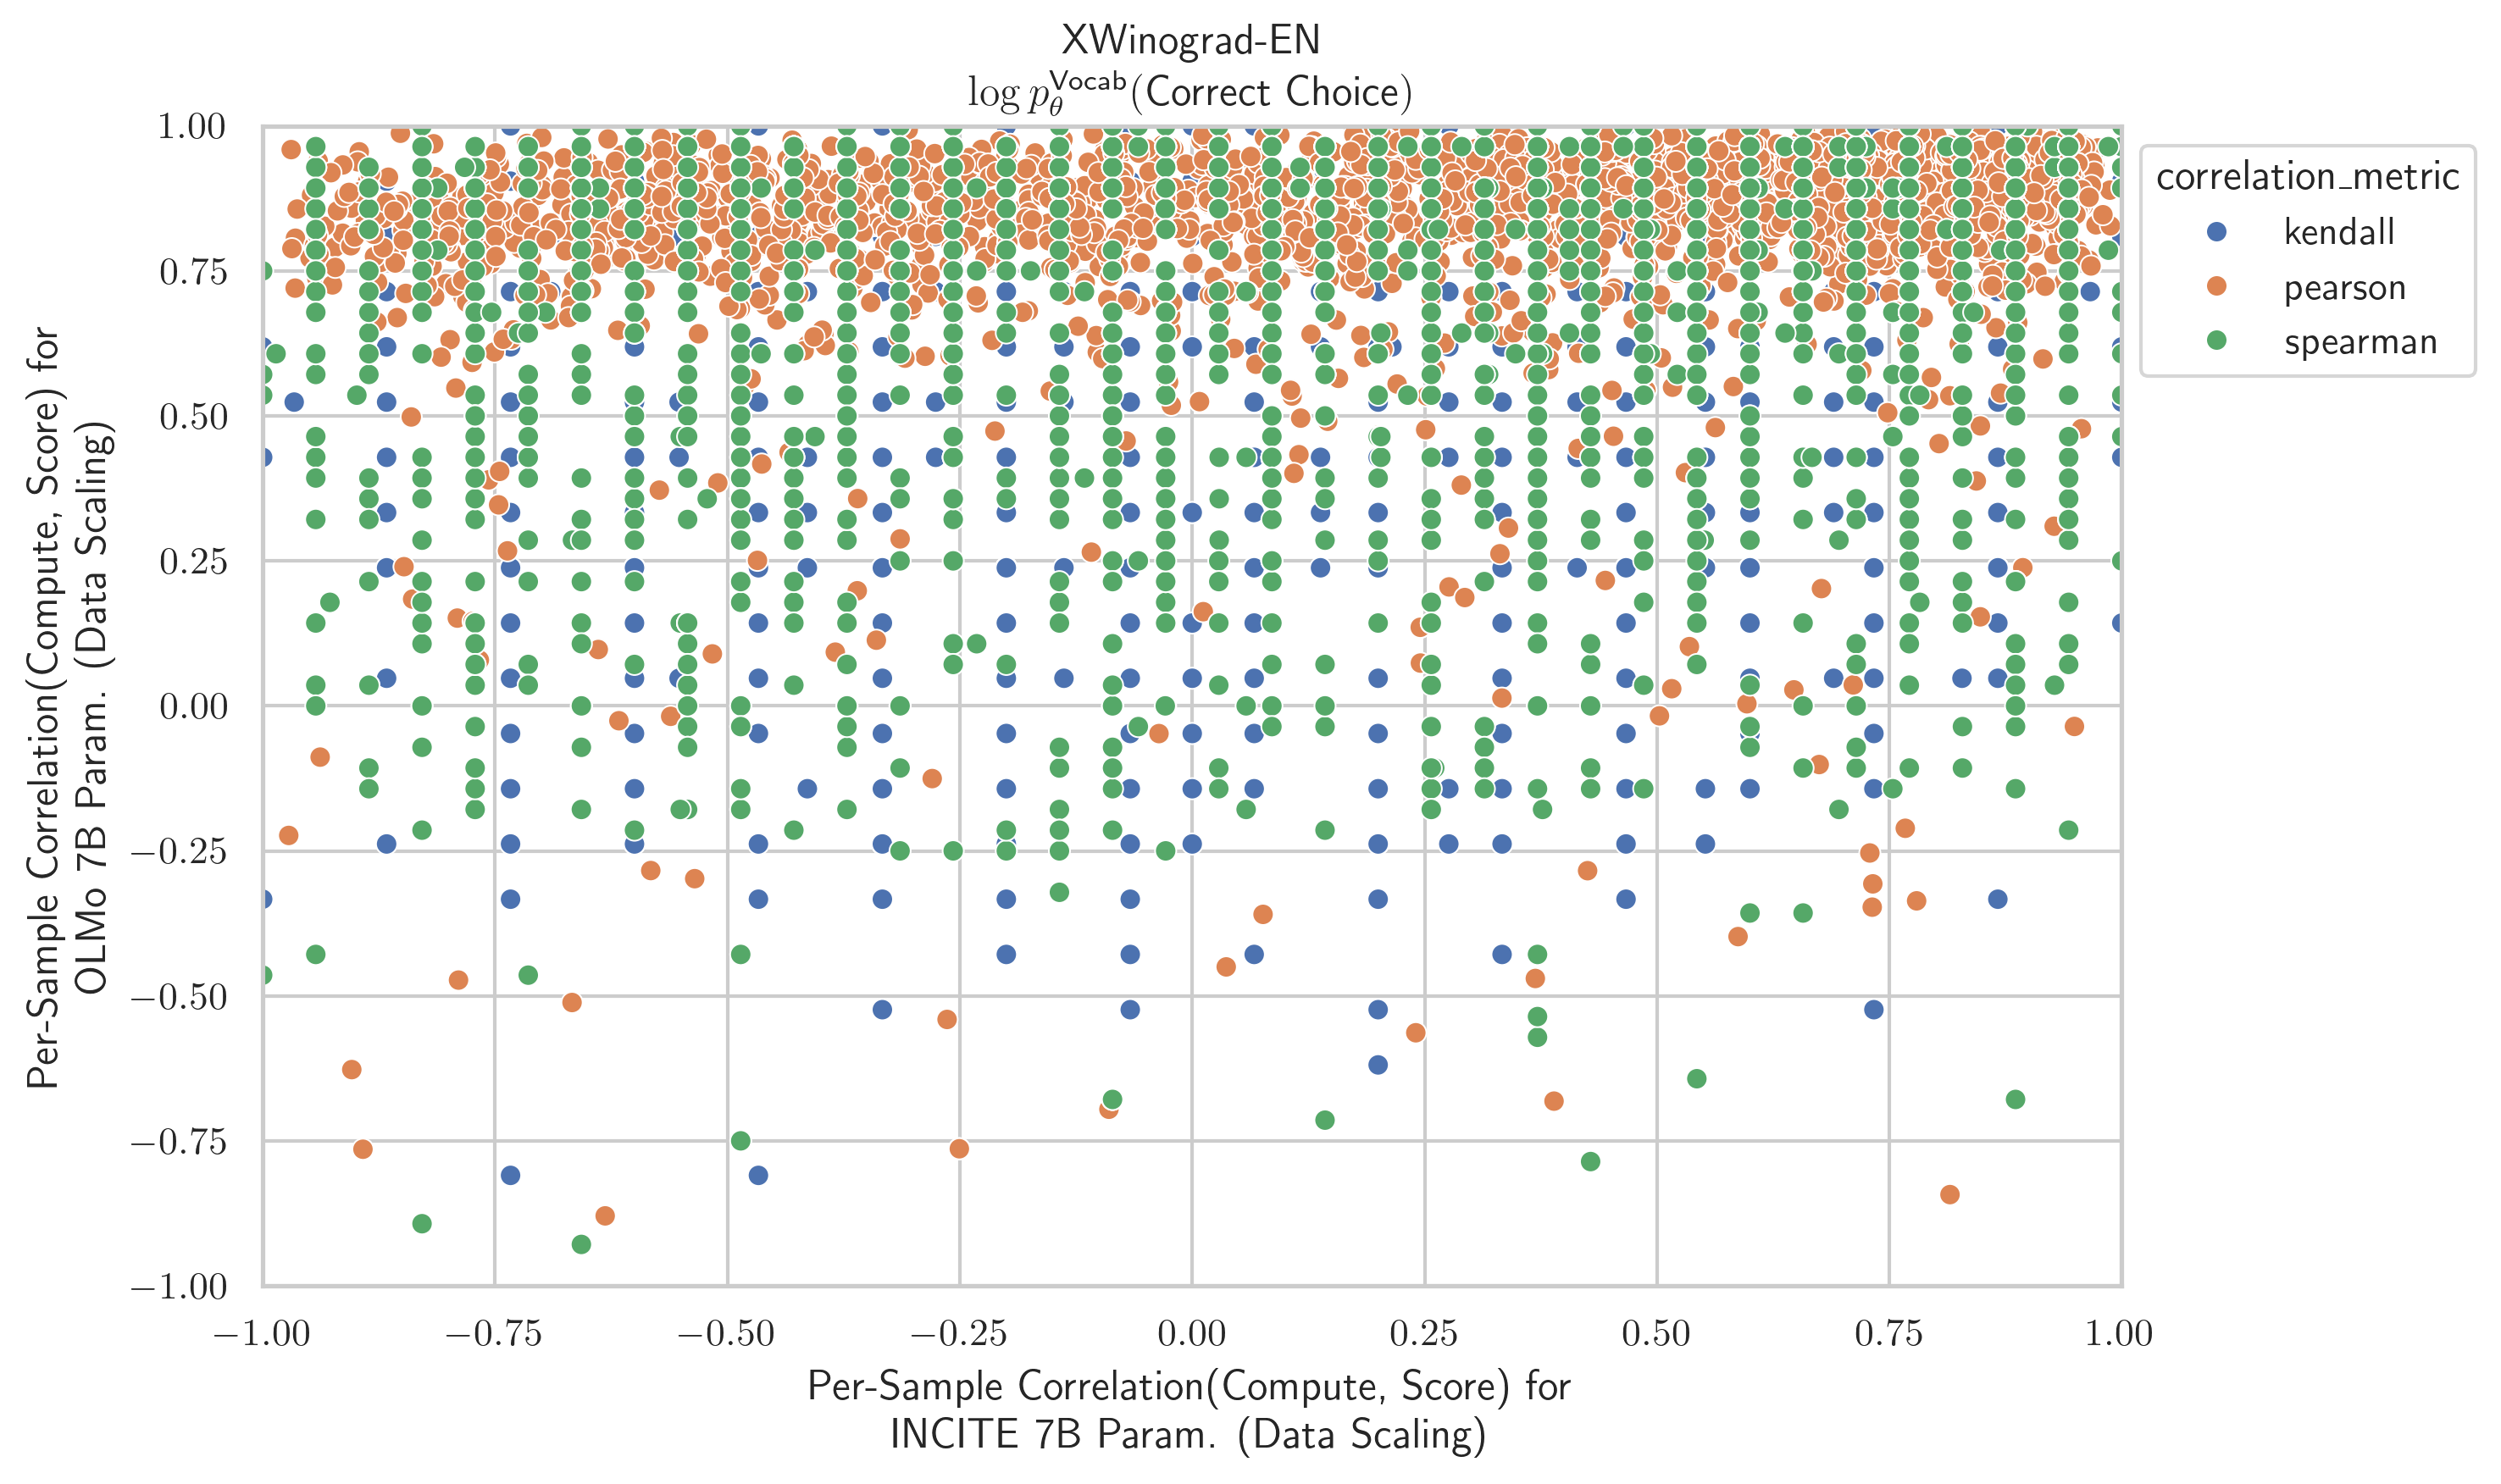 XWinograd-EN
log p_θ^Vocab(Correct Choice)
1.00
0.75
0.50
0.25
0.00
−0.25
−0.50
−0.75
−1.00
Per-Sample Correlation(Compute, Score) for
OLMo 7B Param. (Data Scaling)
correlation_metric
kendall
pearson
spearman
−1.00 −0.75 −0.50 −0.25 0.00 0.25 0.50 0.75 1.00
Per-Sample Correlation(Compute, Score) for
INCITE 7B Param. (Data Scaling)